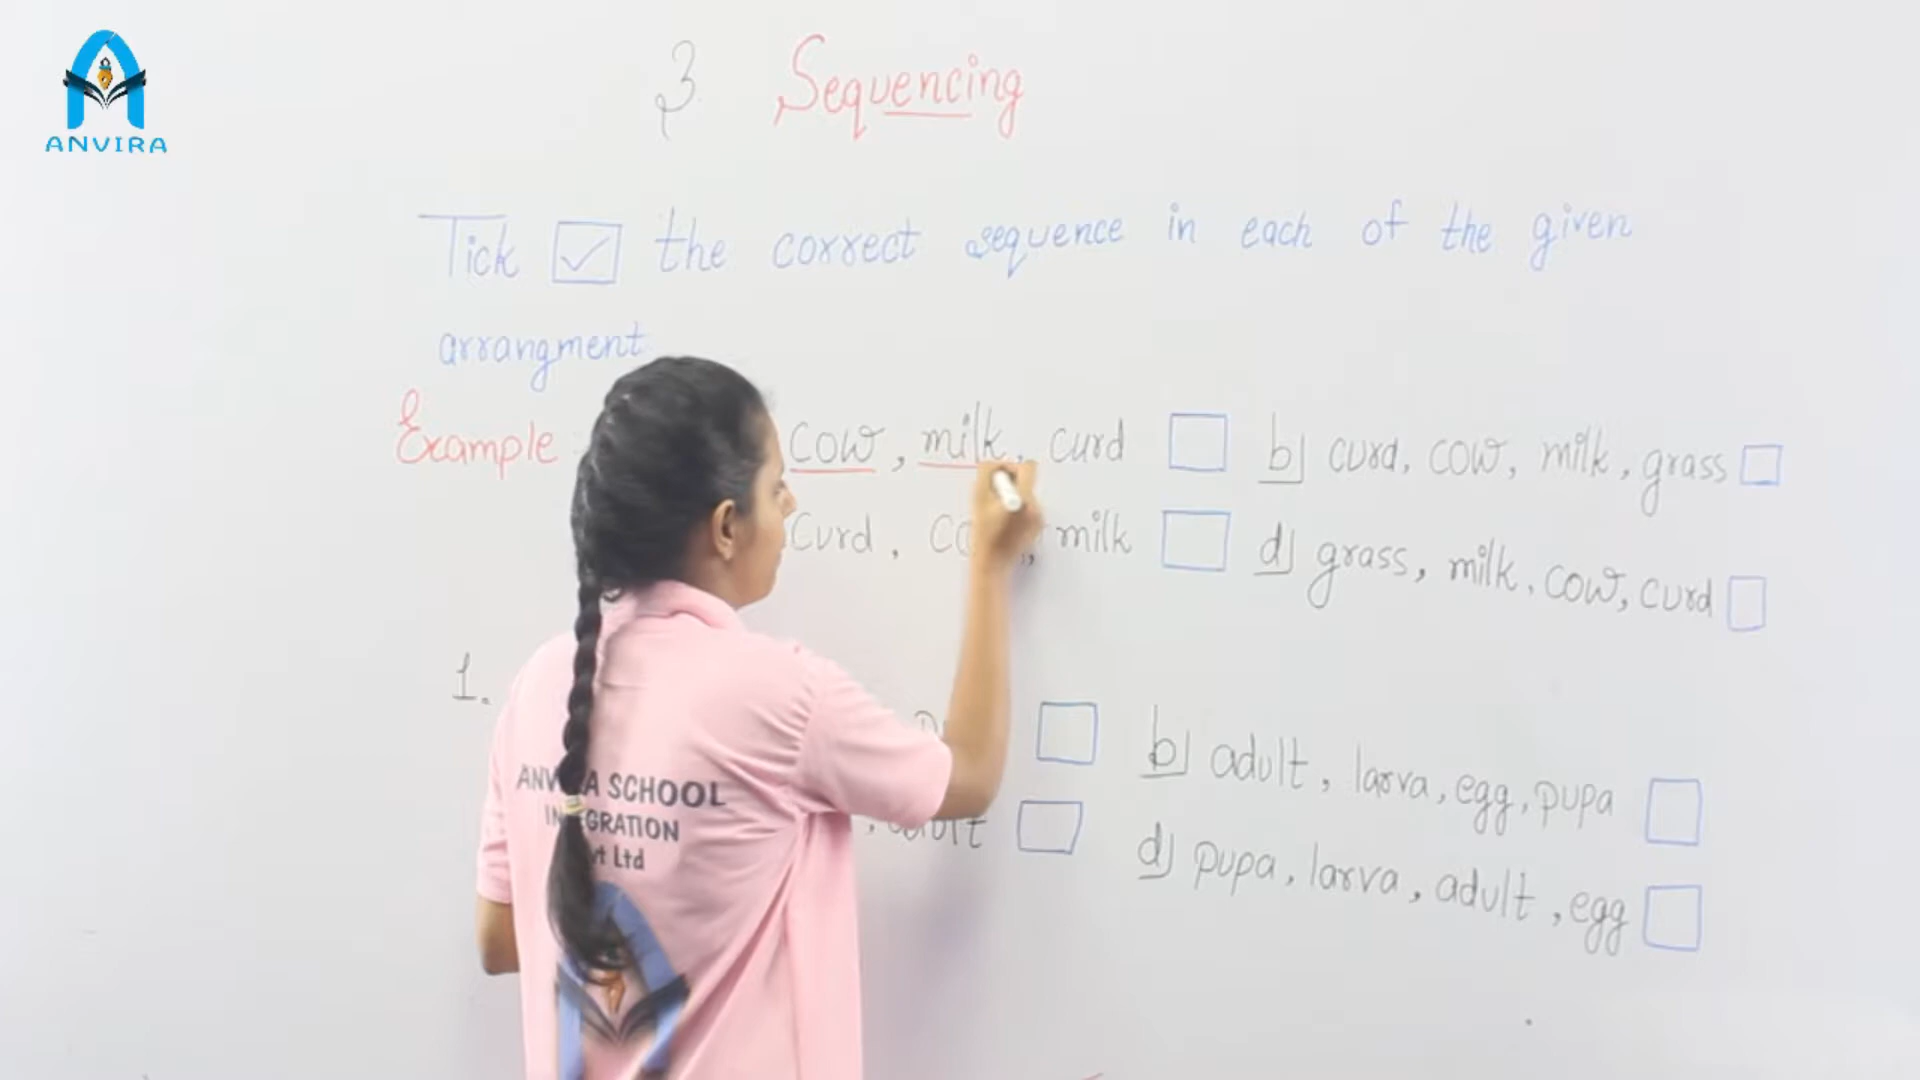 ANVIRA
3 Sequencing
Tick ☑ the correct sequence in each of the given
arrangment
Example cow, milk, curd b) curd, cow, milk, grass
curd, milk d) grass, milk, cow, curd
1.
b) adult, larva, egg, pupa
adult d) pupa, larva, adult, egg
SCHOOL
Ltd